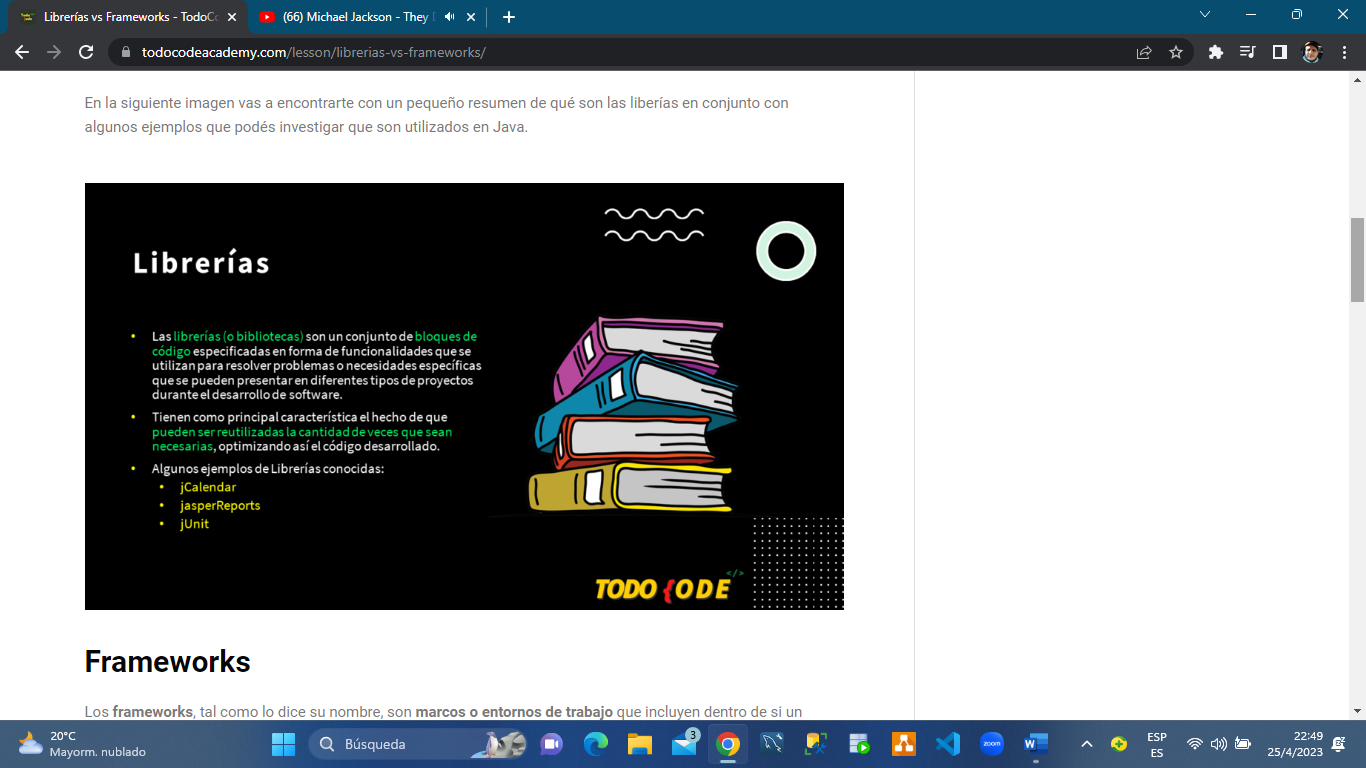 Librerías vs Frameworks - TodoCo
(66) Michael Jackson - They D
todocodeacademy.com/lesson/librerias-vs-frameworks/
En la siguiente imagen vas a encontrarte con un pequeño resumen de qué son las liberías en conjunto con
algunos ejemplos que podés investigar que son utilizados en Java.
Librerías
• Las librerías (o bibliotecas) son un conjunto de bloques de
código especificadas en forma de funcionalidades que se
utilizan para resolver problemas o necesidades específicas
que se pueden presentar en diferentes tipos de proyectos
durante el desarrollo de software.
• Tienen como principal característica el hecho de que
pueden ser reutilizadas la cantidad de veces que sean
necesarias, optimizando así el código desarrollado.
• Algunos ejemplos de Librerías conocidas:
• jCalendar
• jasperReports
• jUnit
</>
TODO {ODE
Frameworks
Los frameworks, tal como lo dice su nombre, son marcos o entornos de trabajo que incluyen dentro de si un
20°C
Mayorm. nublado
Búsqueda
3
zoom
ESP
ES
22:49
25/4/2023